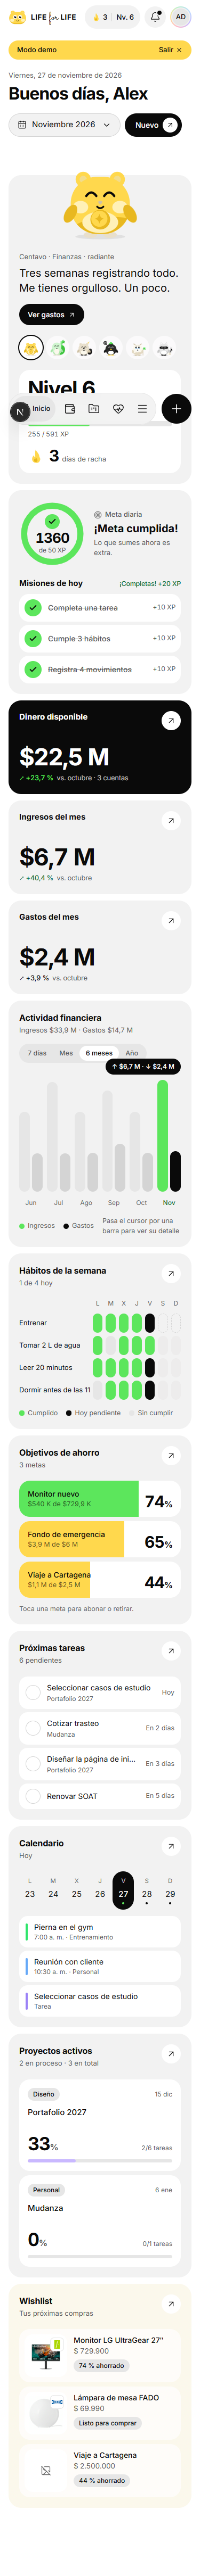 LIFE for LIFE
3 Nv. 6
AD
Modo demo
Salir ×
Viernes, 27 de noviembre de 2026
Buenos días, Alex
Noviembre 2026
Nuevo
Centavo · Finanzas · radiante
Tres semanas registrando todo.
Me tienes orgulloso. Un poco.
Ver gastos
Nivel 6
N
Inicio
255 / 591 XP
3 días de racha
1360
de 50 XP
Meta diaria
¡Meta cumplida!
Lo que sumes ahora es
extra.
Misiones de hoy
¡Completas! +20 XP
Completa una tarea
+10 XP
Cumple 3 hábitos
+10 XP
Registra 4 movimientos
+10 XP
Dinero disponible
$22,5 M
+23,7 % vs. octubre · 3 cuentas
Ingresos del mes
$6,7 M
+40,4 % vs. octubre
Gastos del mes
$2,4 M
+3,9 % vs. octubre
Actividad financiera
Ingresos $33,9 M · Gastos $14,7 M
7 días Mes 6 meses Año
↑ $6,7 M · ↓ $2,4 M
Jun Jul Ago Sep Oct Nov
Ingresos Gastos
Pasa el cursor por una
barra para ver su detalle
Hábitos de la semana
1 de 4 hoy
L M X J V S D
Entrenar
Tomar 2 L de agua
Leer 20 minutos
Dormir antes de las 11
Cumplido Hoy pendiente Sin cumplir
Objetivos de ahorro
3 metas
Monitor nuevo
$540 K de $729,9 K
74%
Fondo de emergencia
$3,9 M de $6 M
65%
Viaje a Cartagena
$1,1 M de $2,5 M
44%
Toca una meta para abonar o retirar.
Próximas tareas
6 pendientes
Seleccionar casos de estudio
Portafolio 2027
Hoy
Cotizar trasteo
Mudanza
En 2 días
Diseñar la página de ini...
Portafolio 2027
En 3 días
Renovar SOAT
En 5 días
Calendario
Hoy
L M X J V S D
23 24 25 26 27 28 29
Pierna en el gym
7:00 a. m. · Entrenamiento
Reunión con cliente
10:30 a. m. · Personal
Seleccionar casos de estudio
Tarea
Proyectos activos
2 en proceso · 3 en total
Diseño
15 dic
Portafolio 2027
33%
2/6 tareas
Personal
6 ene
Mudanza
0%
0/1 tareas
Wishlist
Tus próximas compras
Monitor LG UltraGear 27"
$ 729.900
74 % ahorrado
Lámpara de mesa FADO
$ 69.990
Listo para comprar
Viaje a Cartagena
$ 2.500.000
44 % ahorrado